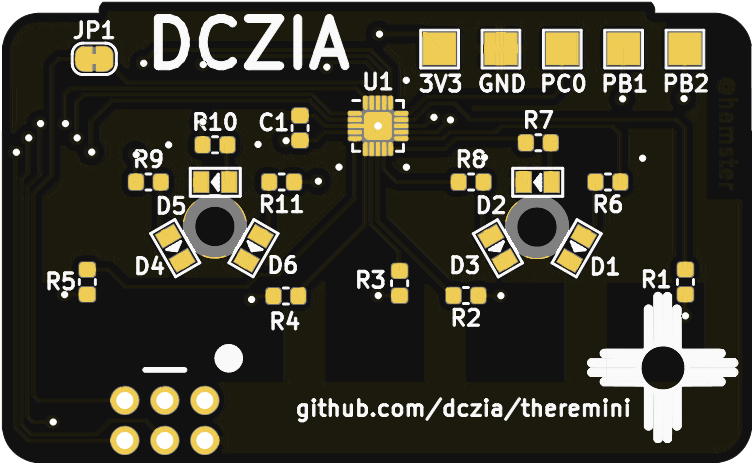 JP1
DCZIA
U1
3V3 GND PC0 PB1 PB2
@hamster
R10 C1 R7
R9 R8
D5 R11 D2 R6
D4 D6 D3 D1
R5 R3 R1
R4 R2
github.com/dczia/theremini